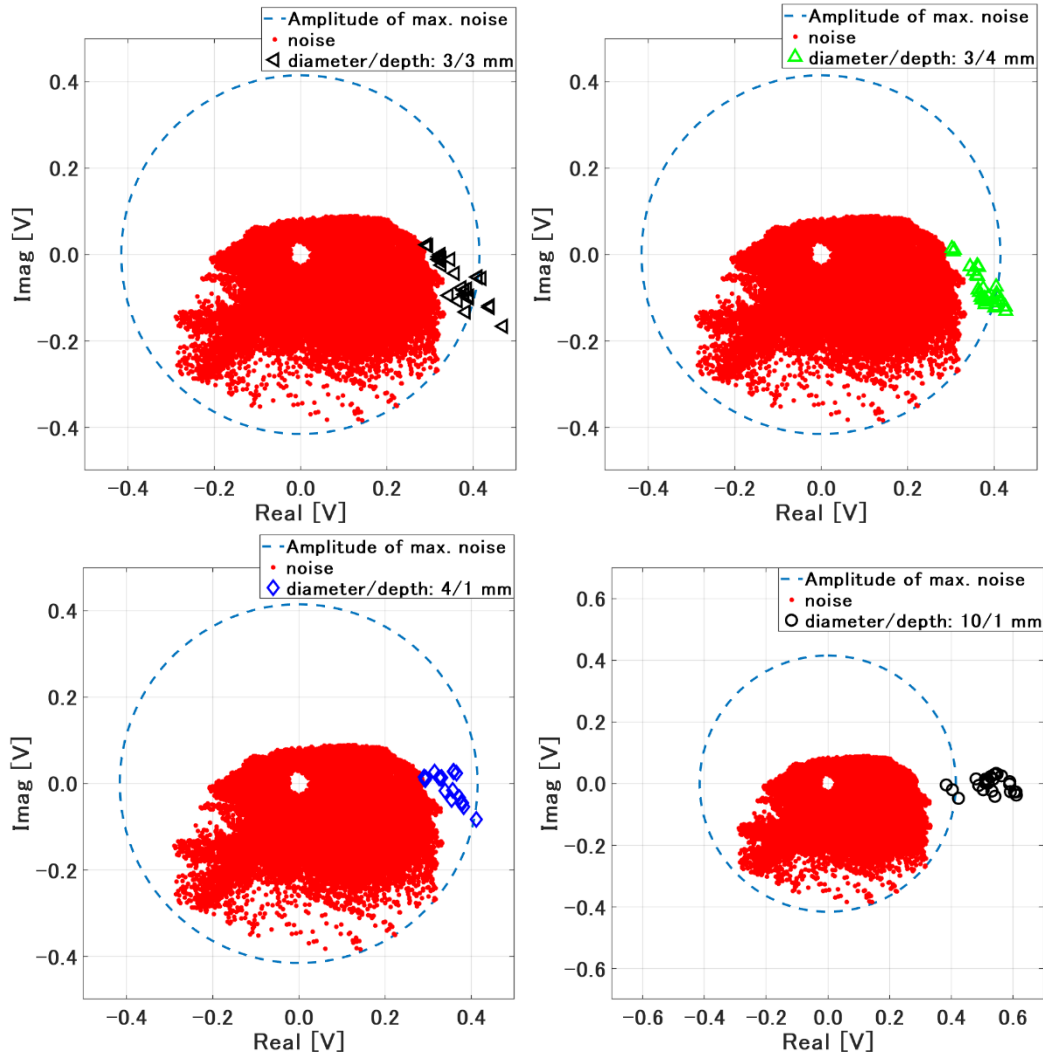 Amplitude of max. noise
noise
diameter/depth: 3/3 mm
0.4
0.2
0.0
−0.2
−0.4
Imag [V]
−0.4 −0.2 0.0 0.2 0.4
Real [V]
Amplitude of max. noise
noise
diameter/depth: 3/4 mm
0.4
0.2
0.0
−0.2
−0.4
Imag [V]
−0.4 −0.2 0.0 0.2 0.4
Real [V]
Amplitude of max. noise
noise
diameter/depth: 4/1 mm
0.4
0.2
0.0
−0.2
−0.4
Imag [V]
−0.4 −0.2 0.0 0.2 0.4
Real [V]
Amplitude of max. noise
noise
diameter/depth: 10/1 mm
0.6
0.4
0.2
0.0
−0.2
−0.4
−0.6
Imag [V]
−0.6 −0.4 −0.2 0.0 0.2 0.4 0.6
Real [V]